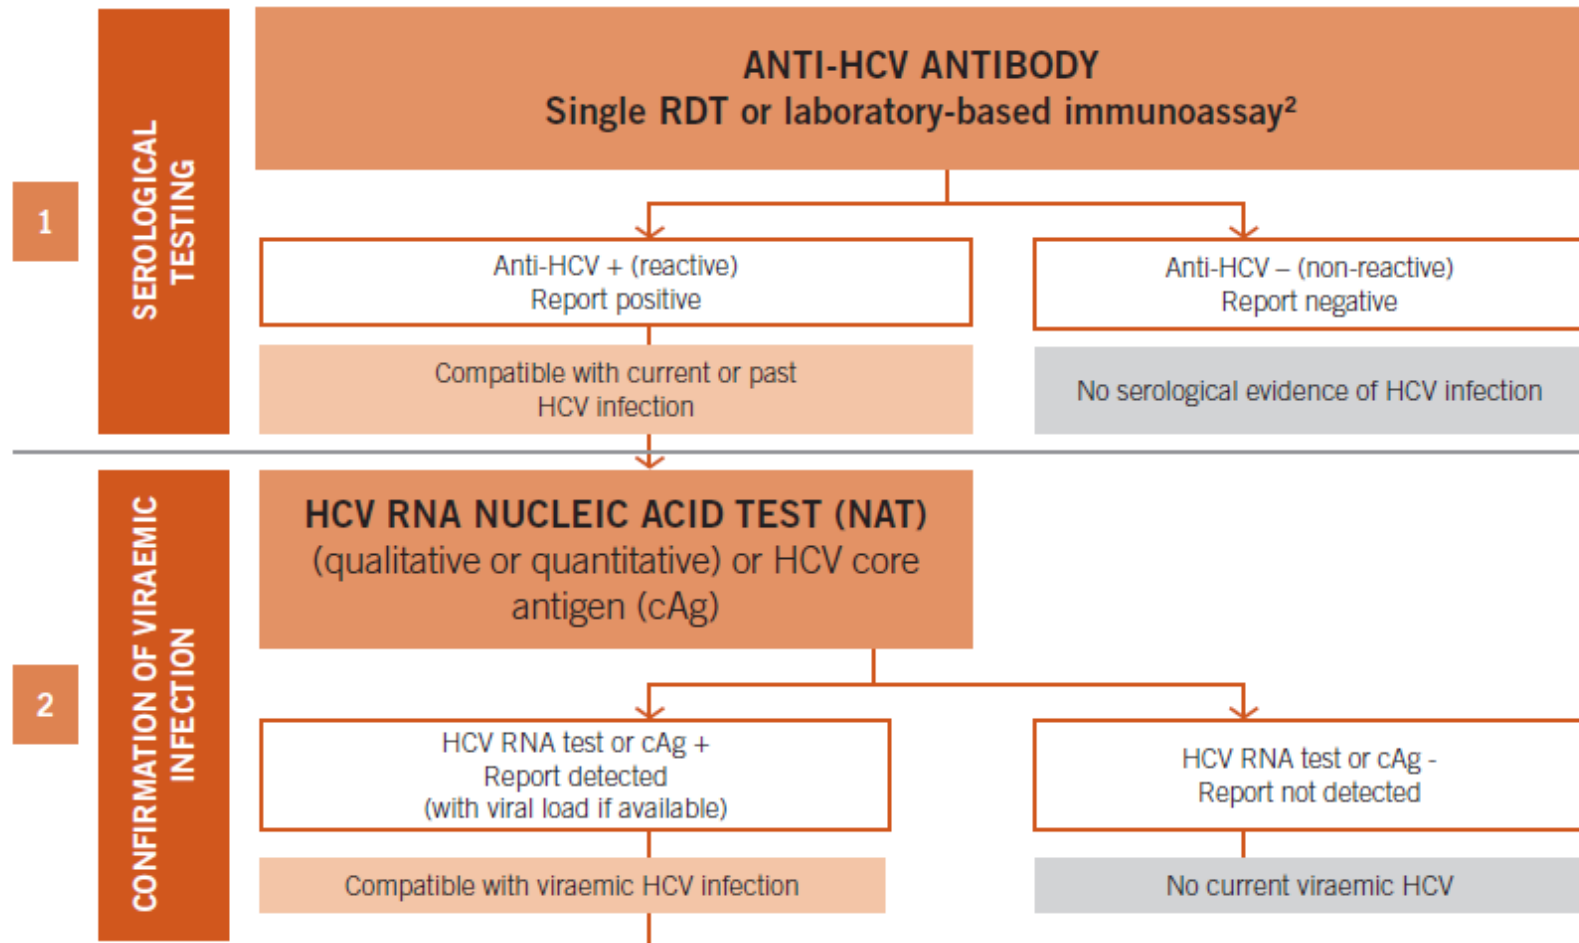 1
SEROLOGICAL
TESTING
ANTI-HCV ANTIBODY
Single RDT or laboratory-based immunoassay²
Anti-HCV + (reactive)
Report positive
Anti-HCV – (non-reactive)
Report negative
Compatible with current or past
HCV infection
No serological evidence of HCV infection
2
CONFIRMATION OF VIRAEMIC
INFECTION
HCV RNA NUCLEIC ACID TEST (NAT)
(qualitative or quantitative) or HCV core
antigen (cAg)
HCV RNA test or cAg +
Report detected
(with viral load if available)
HCV RNA test or cAg -
Report not detected
Compatible with viraemic HCV infection
No current viraemic HCV